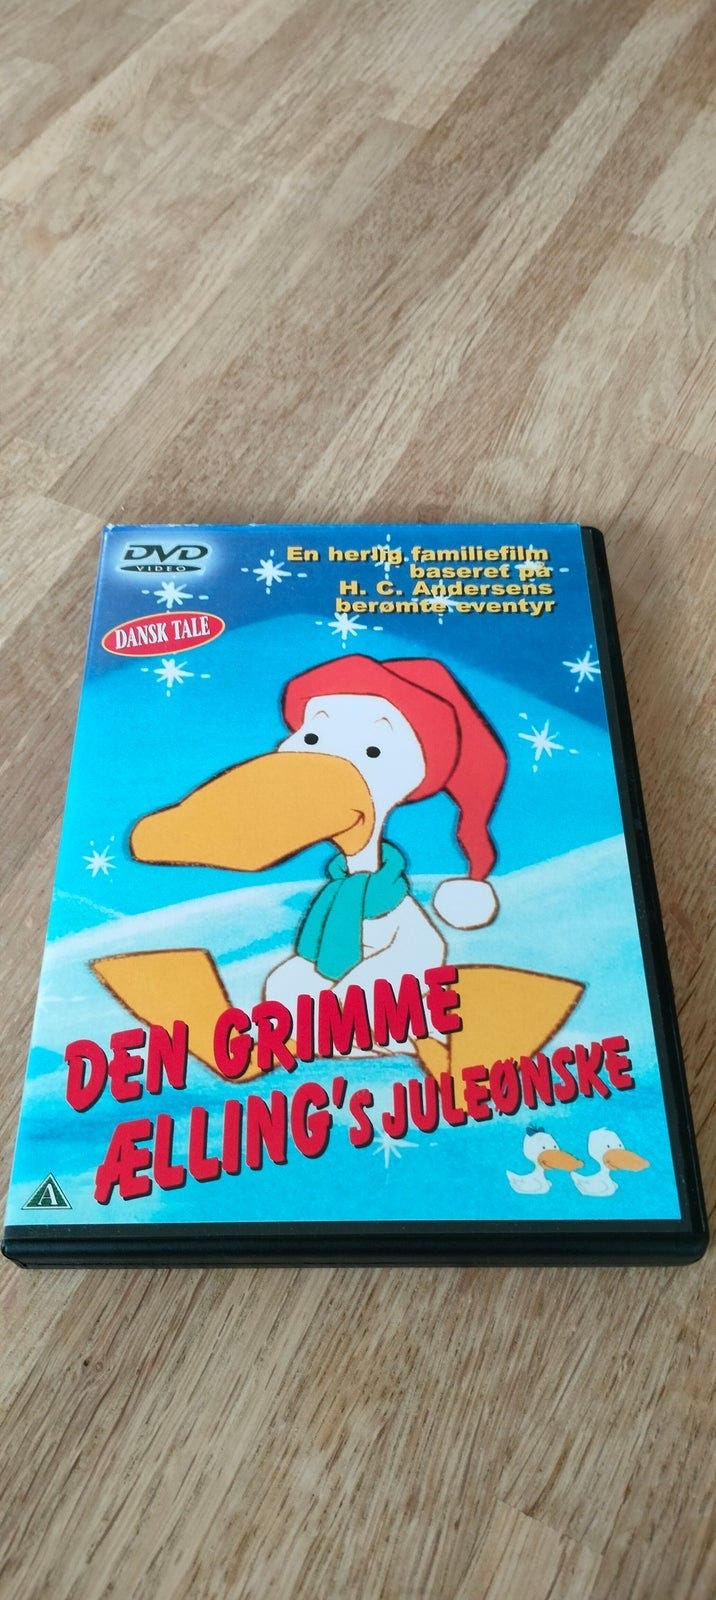 DVD
VIDEO
En herlig familiefilm
baseret på
H. C. Andersens
berømte eventyr
DANSK TALE
DEN GRIMME
ÆLLING's JULEØNSKE
A